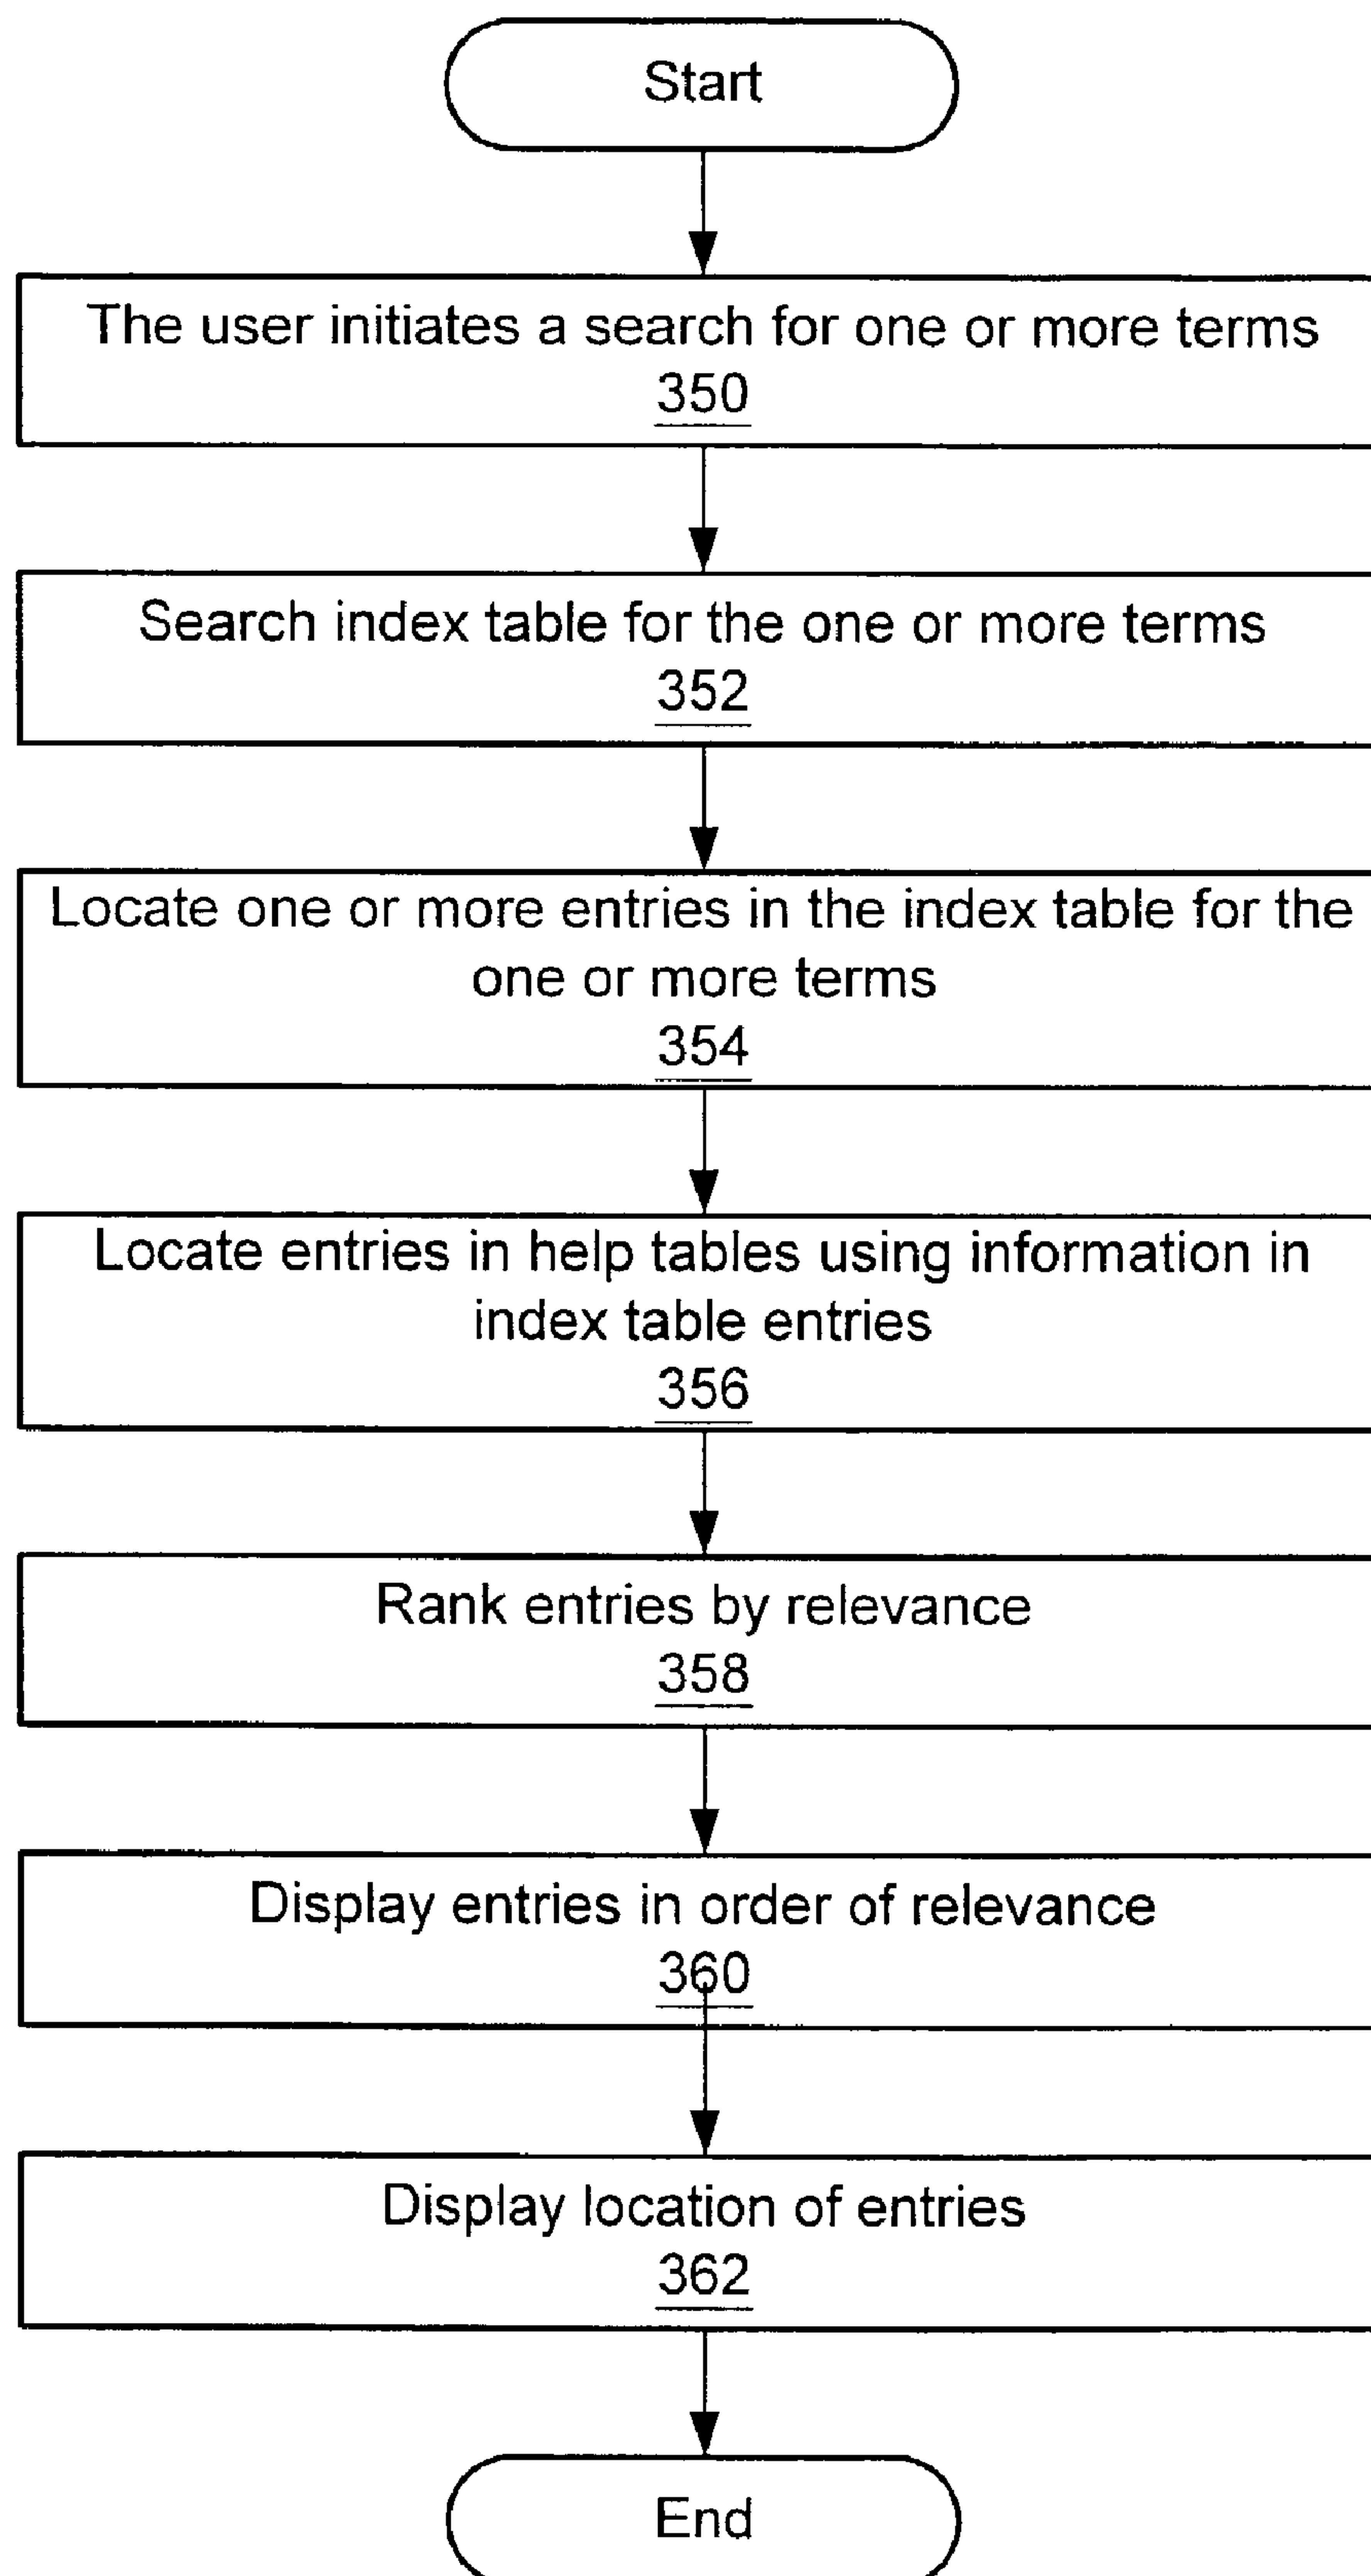 Start
The user initiates a search for one or more terms
350
Search index table for the one or more terms
352
Locate one or more entries in the index table for the
one or more terms
354
Locate entries in help tables using information in
index table entries
356
Rank entries by relevance
358
Display entries in order of relevance
360
Display location of entries
362
End